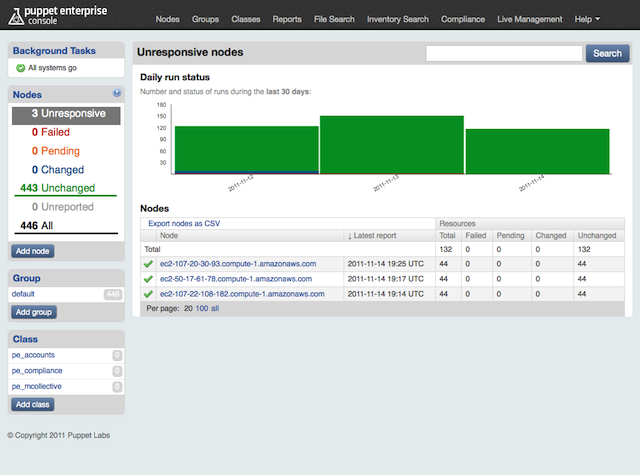 puppet enterprise
console
Nodes Groups Classes Reports File Search Inventory Search Compliance Live Management Help
Background Tasks
All systems go
Nodes
3 Unresponsive
0 Failed
0 Pending
0 Changed
443 Unchanged
0 Unreported
446 All
Add node
Group
default 446
Add group
Class
pe_accounts 0
pe_compliance 0
pe_mcollective 0
Add class
© Copyright 2011 Puppet Labs
Unresponsive nodes
Search
Daily run status
Number and status of runs during the last 30 days:
180
150
120
90
60
30
2011-11-12 2011-11-13 2011-11-14
Nodes
Export nodes as CSV Resources
Node ↓ Latest report Total Failed Pending Changed Unchanged
Total 132 0 0 0 132
ec2-107-20-30-93.compute-1.amazonaws.com 2011-11-14 19:25 UTC 44 0 0 0 44
ec2-50-17-61-78.compute-1.amazonaws.com 2011-11-14 19:17 UTC 44 0 0 0 44
ec2-107-22-108-182.compute-1.amazonaws.com 2011-11-14 19:14 UTC 44 0 0 0 44
Per page: 20 100 all